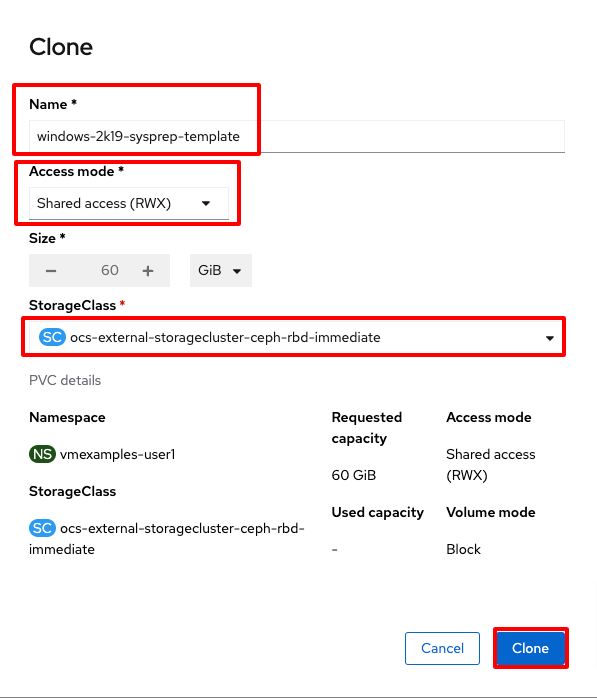 Clone
Name *
windows-2k19-sysprep-template
Access mode *
Shared access (RWX)
Size *
60
GiB
StorageClass *
SC ocs-external-storagecluster-ceph-rbd-immediate
PVC details
Namespace
NS vmexamples-user1
StorageClass
SC ocs-external-storagecluster-ceph-rbd-
immediate
Requested
capacity
60 GiB
Used capacity
-
Access mode
Shared access
(RWX)
Volume mode
Block
Cancel
Clone